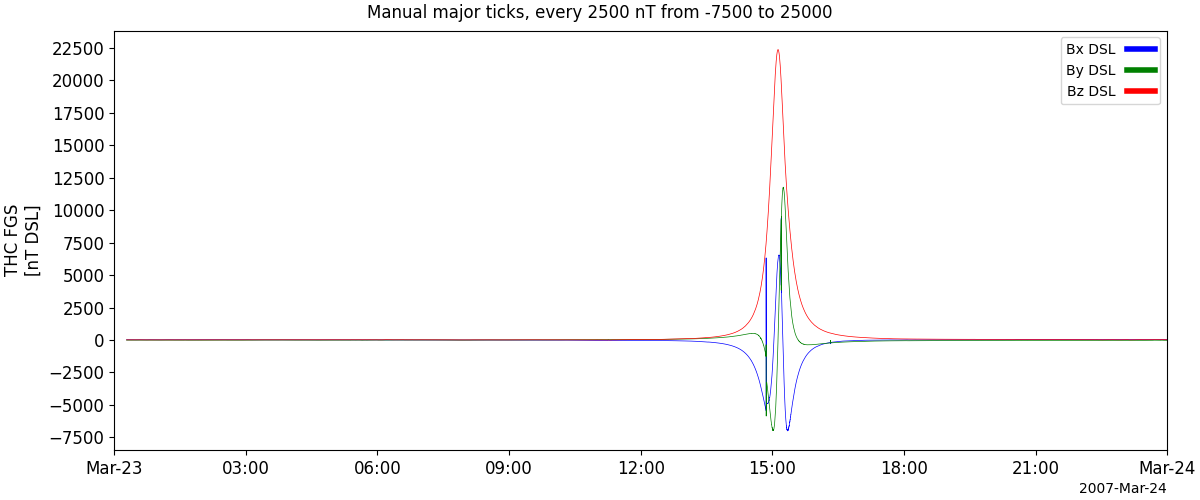 Manual major ticks, every 2500 nT from -7500 to 25000
Bx DSL
By DSL
Bz DSL
THC FGS
[nT DSL]
22500
20000
17500
15000
12500
10000
7500
5000
2500
0
−2500
−5000
−7500
Mar-23 03:00 06:00 09:00 12:00 15:00 18:00 21:00 Mar-24
2007-Mar-24